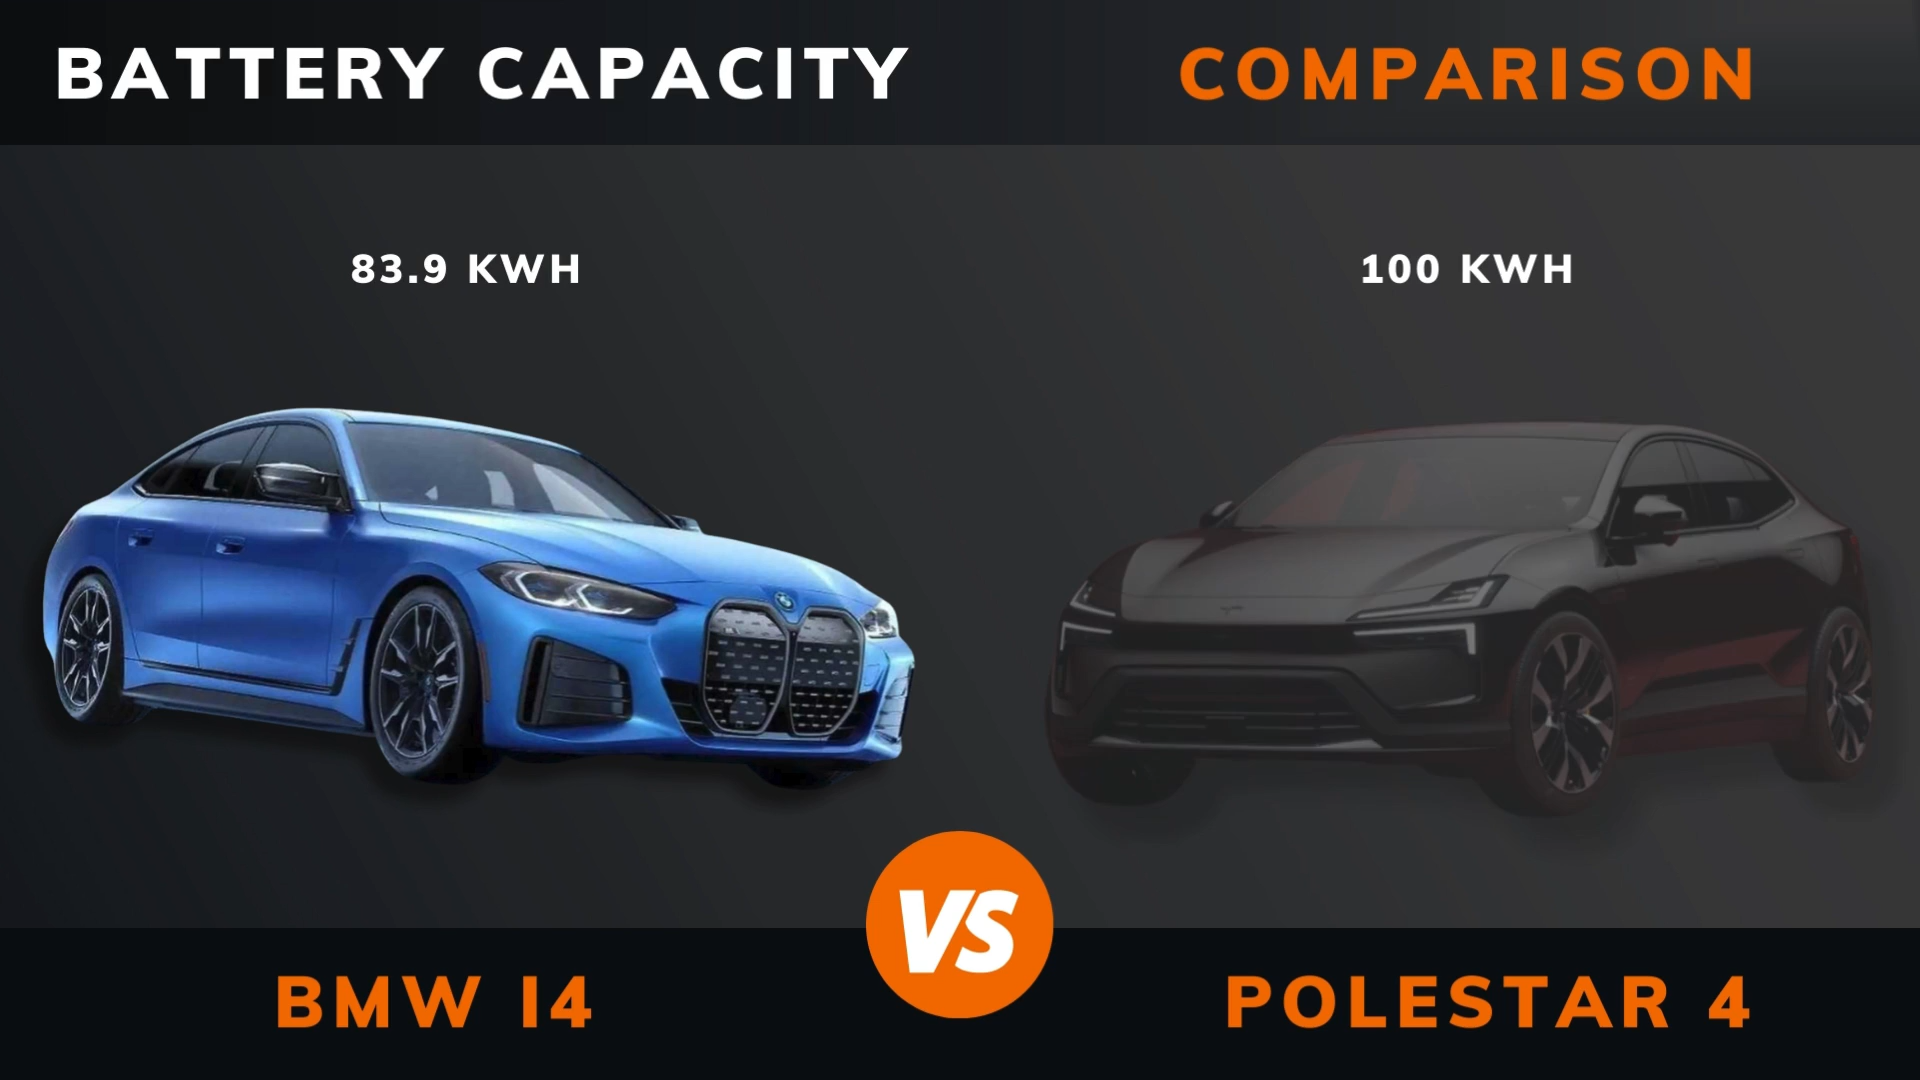 BATTERY CAPACITY COMPARISON
83.9 KWH
100 KWH
VS
BMW I4
POLESTAR 4